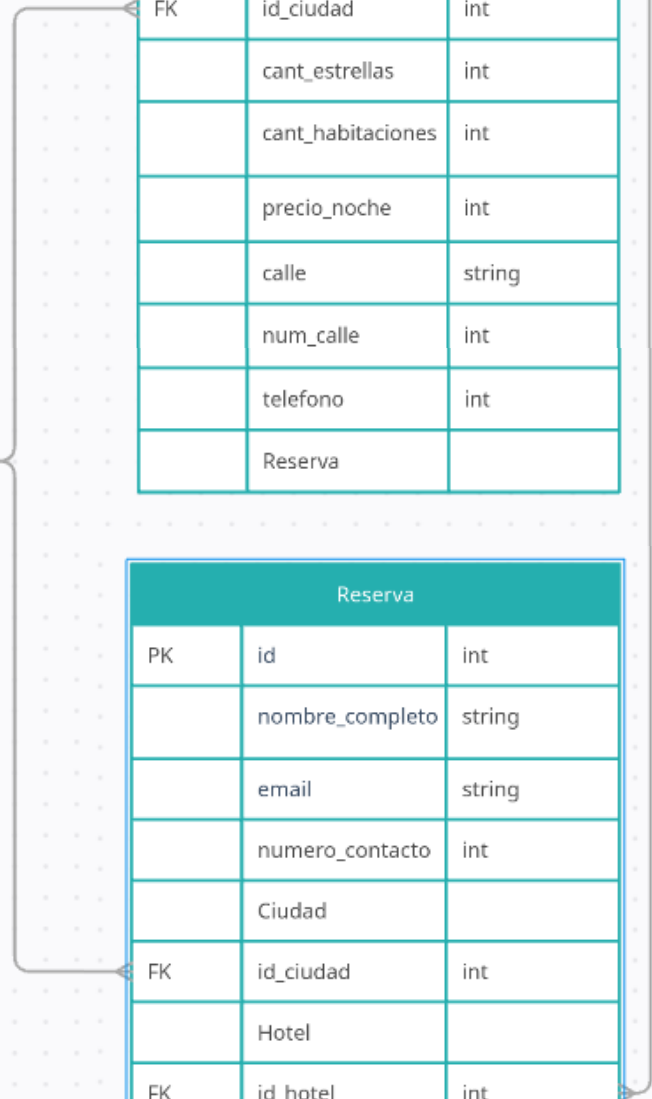 FK id_ciudad int
cant_estrellas int
cant_habitaciones int
precio_noche int
calle string
num_calle int
telefono int
Reserva
Reserva
PK id int
nombre_completo string
email string
numero_contacto int
Ciudad
FK id_ciudad int
Hotel
FK id_hotel int